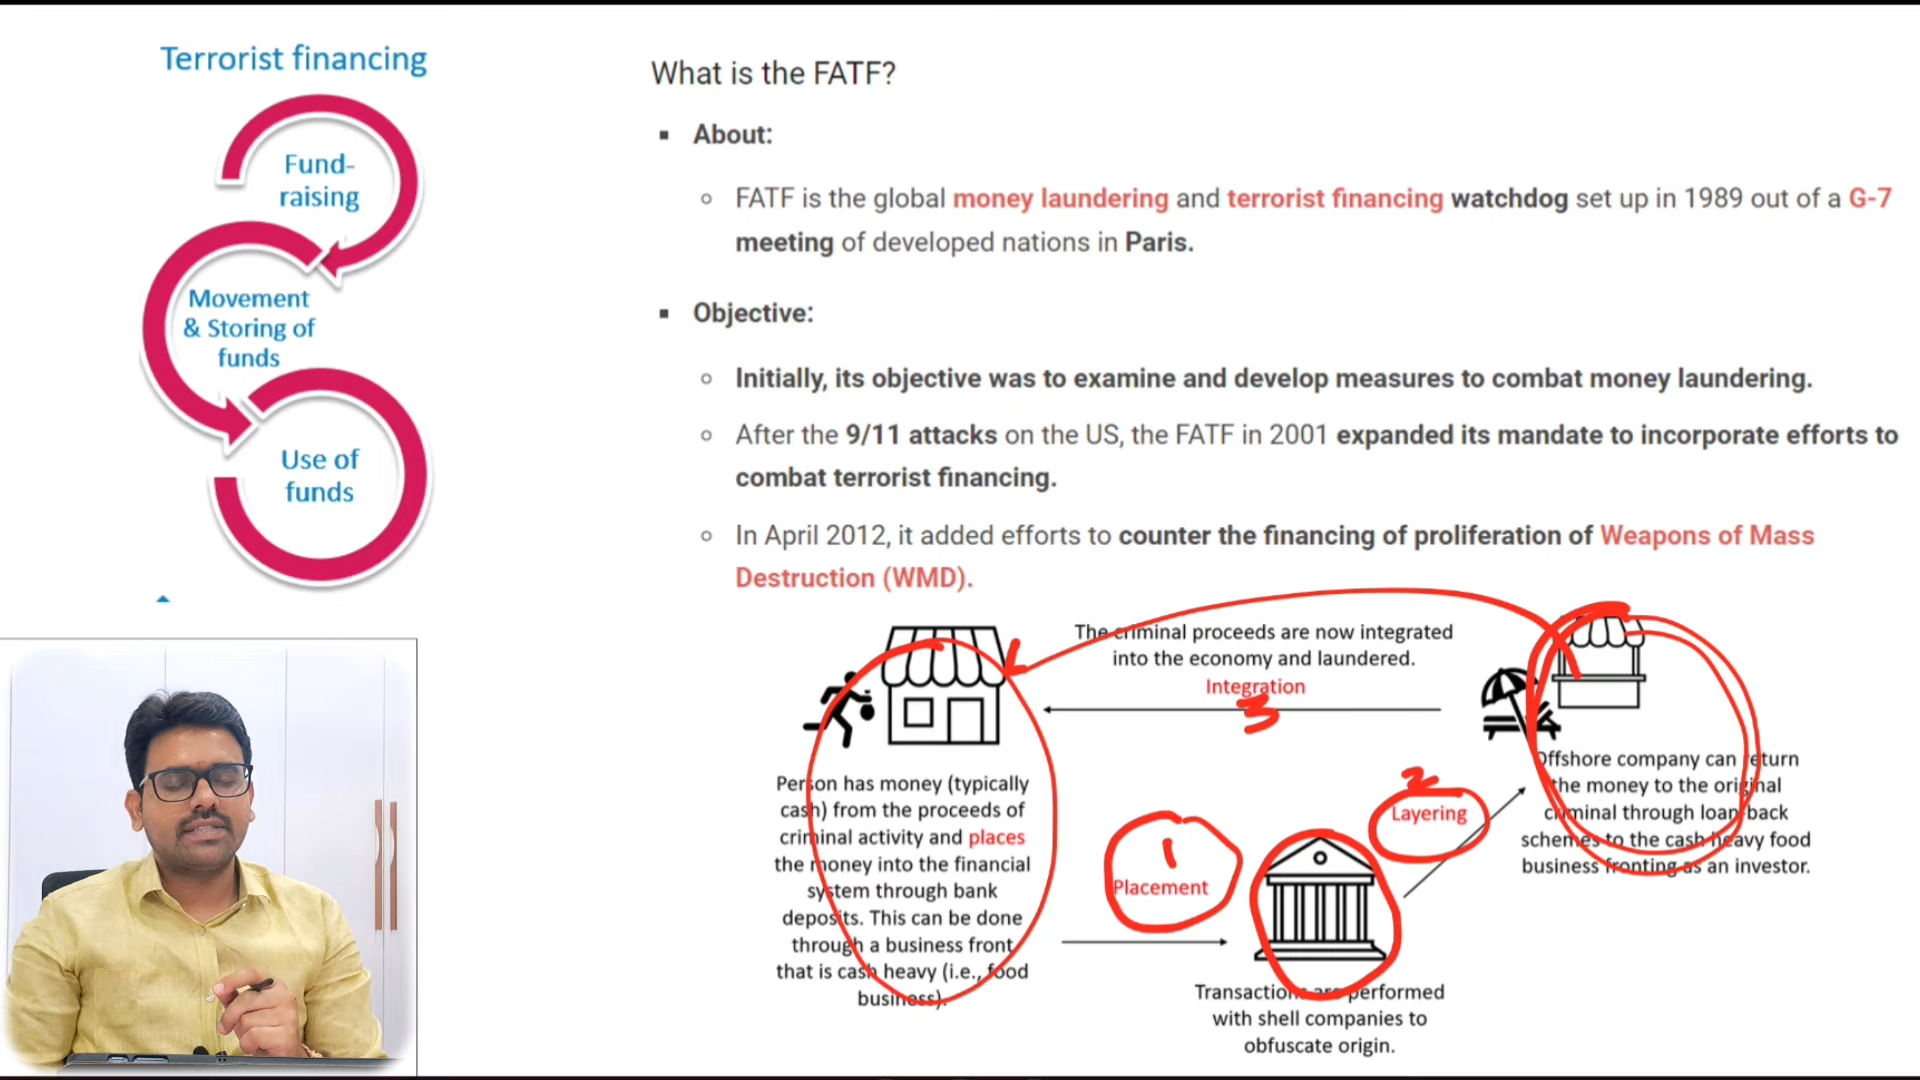 Terrorist financing
Fund-
raising
Movement
& Storing of
funds
Use of
funds
What is the FATF?
▪ About:
○ FATF is the global money laundering and terrorist financing watchdog set up in 1989 out of a G-7
meeting of developed nations in Paris.
▪ Objective:
○ Initially, its objective was to examine and develop measures to combat money laundering.
○ After the 9/11 attacks on the US, the FATF in 2001 expanded its mandate to incorporate efforts to
combat terrorist financing.
○ In April 2012, it added efforts to counter the financing of proliferation of Weapons of Mass
Destruction (WMD).
The criminal proceeds are now integrated
into the economy and laundered.
Integration
3
Person has money (typically
cash) from the proceeds of
criminal activity and places
the money into the financial
system through bank
deposits. This can be done
through a business front
that is cash heavy (i.e., food
business).
1
Placement
2
Layering
Transactions are performed
with shell companies to
obfuscate origin.
Offshore company can return
the money to the original
criminal through loan-back
schemes to the cash heavy food
business fronting as an investor.